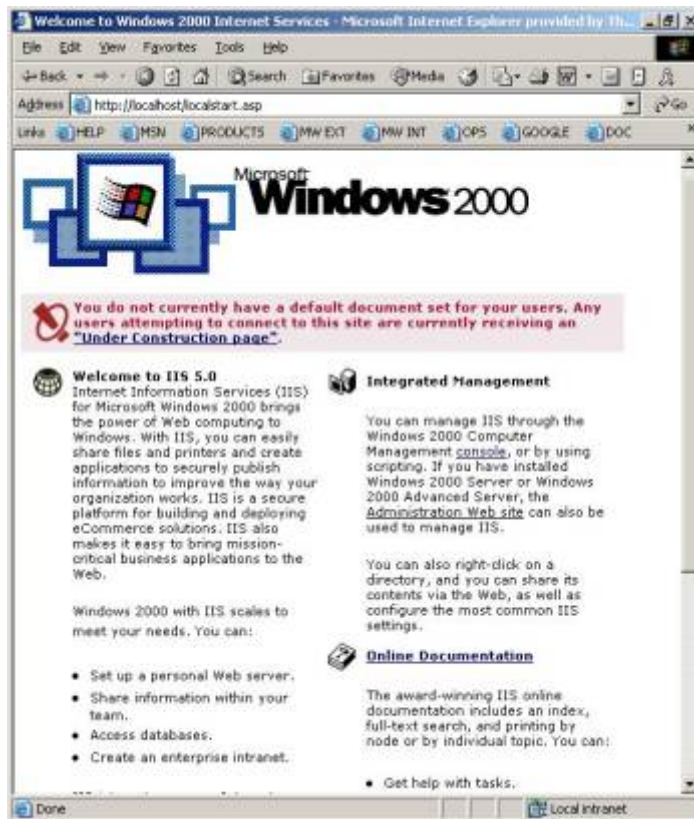 Welcome to Windows 2000 Internet Services - Microsoft Internet Explorer provided by Th...
File Edit View Favorites Tools Help
Back Search Favorites Media
Address http://localhost/localstart.asp Go
Links HELP MSN PRODUCTS MW EXT MW INT OPS GOOGLE DOC
Microsoft
Windows 2000
You do not currently have a default document set for your users. Any
users attempting to connect to this site are currently receiving an
"Under Construction page".
Welcome to IIS 5.0
Internet Information Services (IIS)
for Microsoft Windows 2000 brings
the power of Web computing to
Windows. With IIS, you can easily
share files and printers and create
applications to securely publish
information to improve the way your
organization works. IIS is a secure
platform for building and deploying
eCommerce solutions. IIS also
makes it easy to bring mission-
critical business applications to the
Web.
Windows 2000 with IIS scales to
meet your needs. You can:
• Set up a personal Web server.
• Share information within your
team.
• Access databases.
• Create an enterprise intranet.
Integrated Management
You can manage IIS through the
Windows 2000 Computer
Management console, or by using
scripting. If you have installed
Windows 2000 Server or Windows
2000 Advanced Server, the
Administration Web site can also be
used to manage IIS.
You can also right-click on a
directory, and you can share its
contents via the Web, as well as
configure the most common IIS
settings.
Online Documentation
The award-winning IIS online
documentation includes an index,
full-text search, and printing by
node or by individual topic. You can:
• Get help with tasks.
Done Local intranet